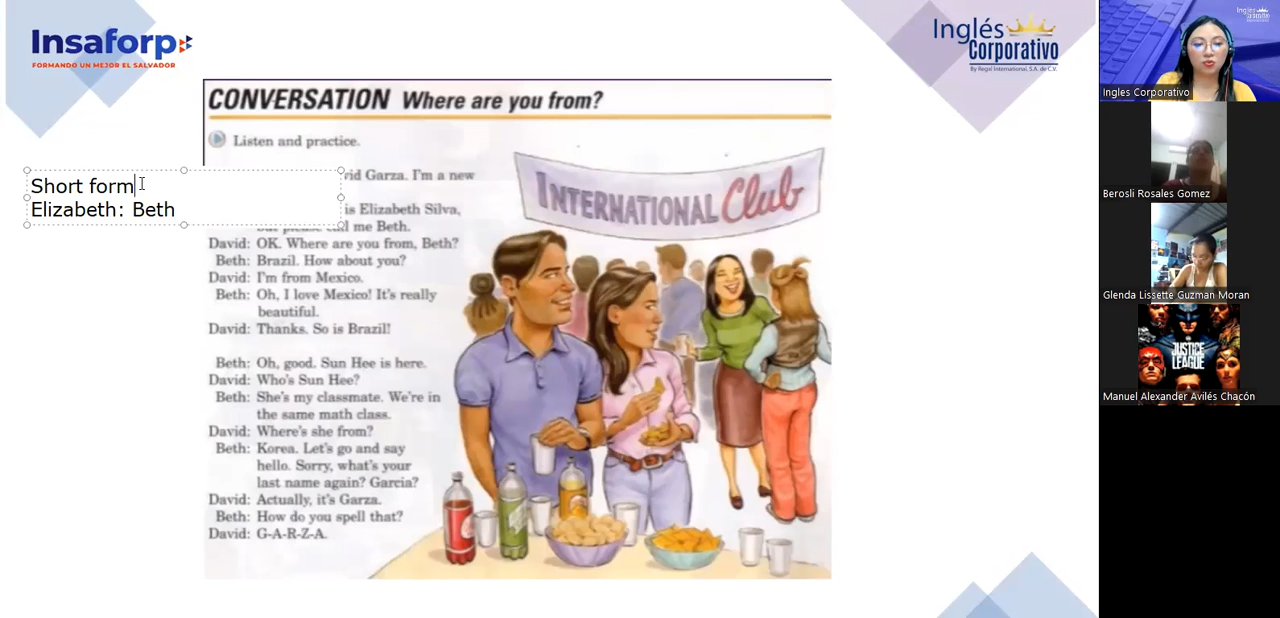 Insaforp
FORMANDO UN MEJOR EL SALVADOR
Inglés
Corporativo
By Regal International, S.A. de C.V.
CONVERSATION Where are you from?
Listen and practice.
Short form
Elizabeth: Beth
Garza. I'm a new
is Elizabeth Silva,
me Beth.
David: OK. Where are you from, Beth?
Beth: Brazil. How about you?
David: I'm from Mexico.
Beth: Oh, I love Mexico! It's really
beautiful.
David: Thanks. So is Brazil!
Beth: Oh, good. Sun Hee is here.
David: Who's Sun Hee?
Beth: She's my classmate. We're in
the same math class.
David: Where's she from?
Beth: Korea. Let's go and say
hello. Sorry, what's your
last name again? Garcia?
David: Actually, it's Garza.
Beth: How do you spell that?
David: G-A-R-Z-A.
INTERNATIONAL Club
Ingles Corporativo
Berosli Rosales Gomez
Glenda Lissette Guzman Moran
JUSTICE
LEAGUE
Manuel Alexander Avilés Chacón